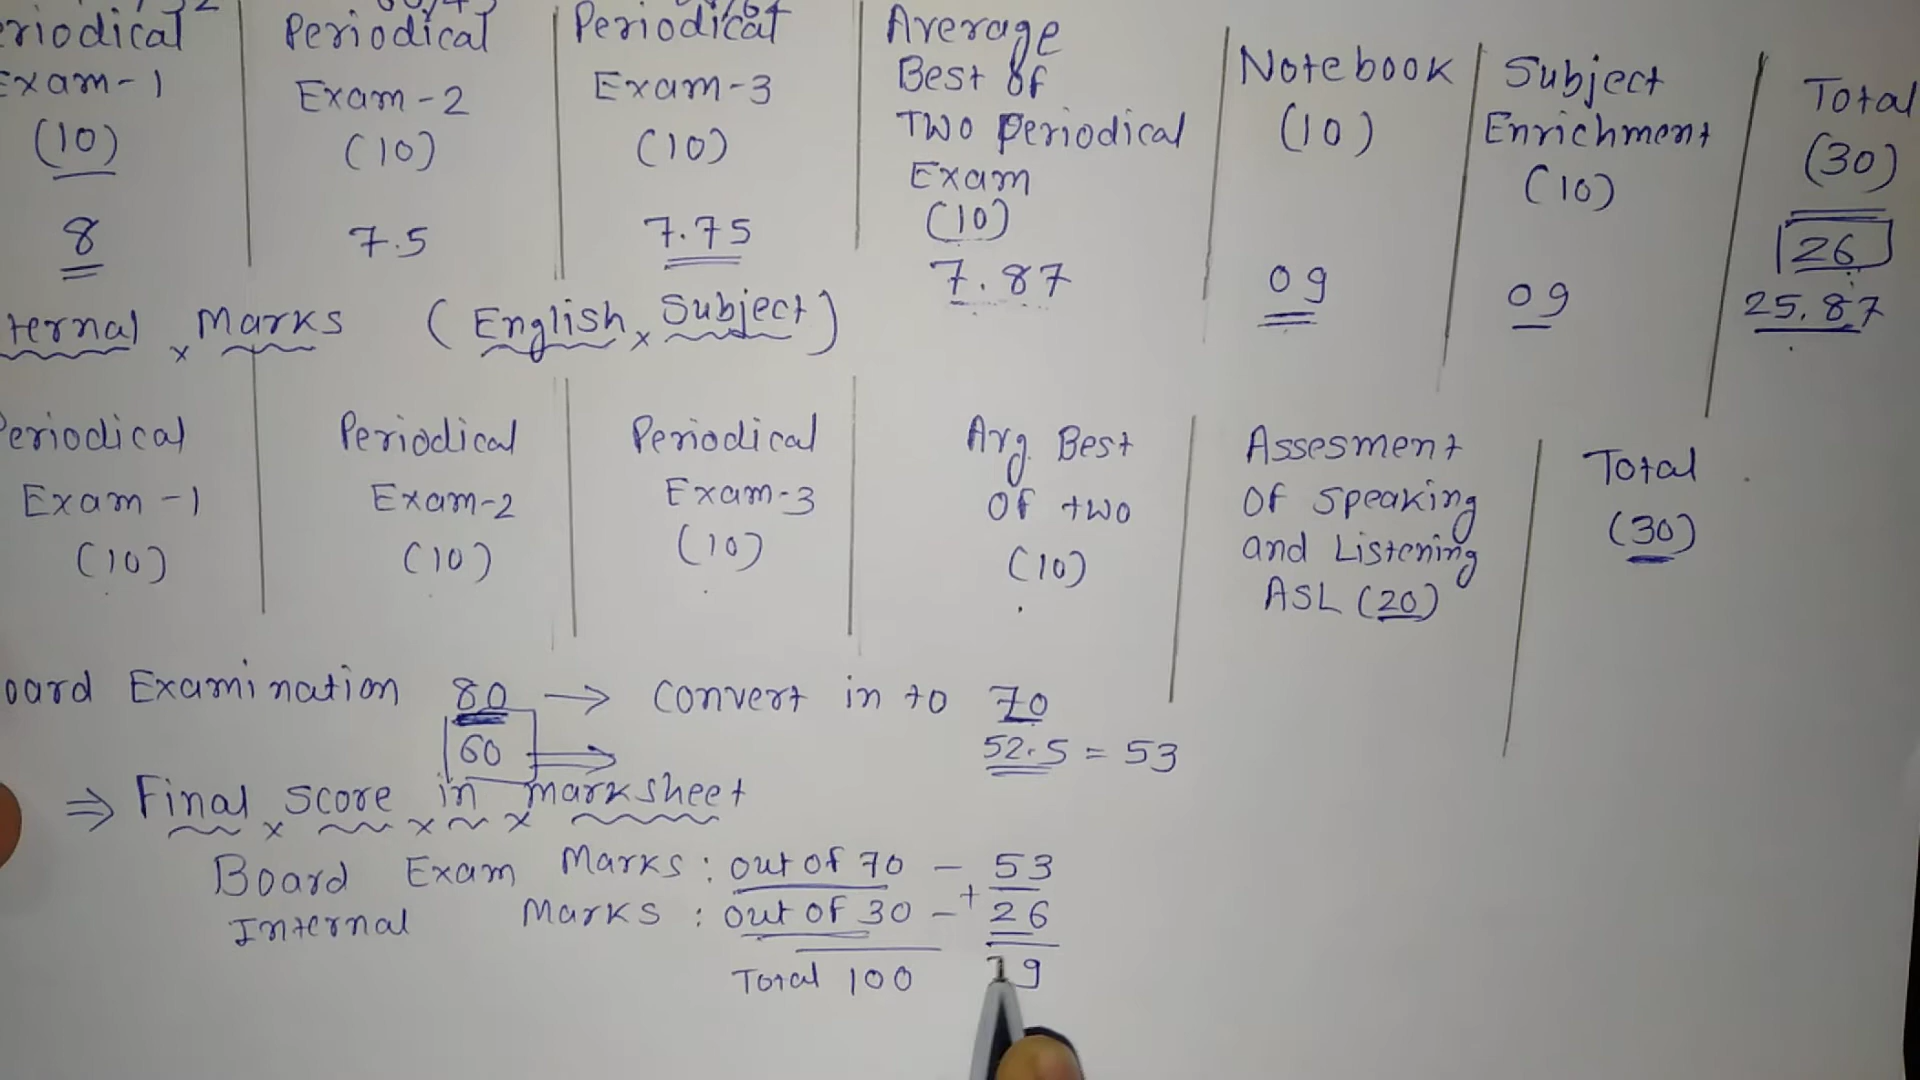 Periodical Periodical Periodical Average
Exam-1 Exam-2 Exam-3 Best of
(10) (10) (10) Two Periodical
Exam
(10)
Notebook
(10)
Subject
Enrichment
(10)
Total
(30)
8 7.5 7.75 7.87 09 09 26
25.87
ternal Marks (English Subject)
Periodical Periodical Periodical Avg. Best Assesment Total
Exam-1 Exam-2 Exam-3 of two of speaking (30)
(10) (10) (10) (10) and Listening
ASL (20)
oard Examination 80 → convert in to 70
60 ⇒ 52.5 = 53
⇒ Final score in marksheet
Board Exam Marks : out of 70 - 53
Internal Marks : out of 30 - + 26
Total 100 79